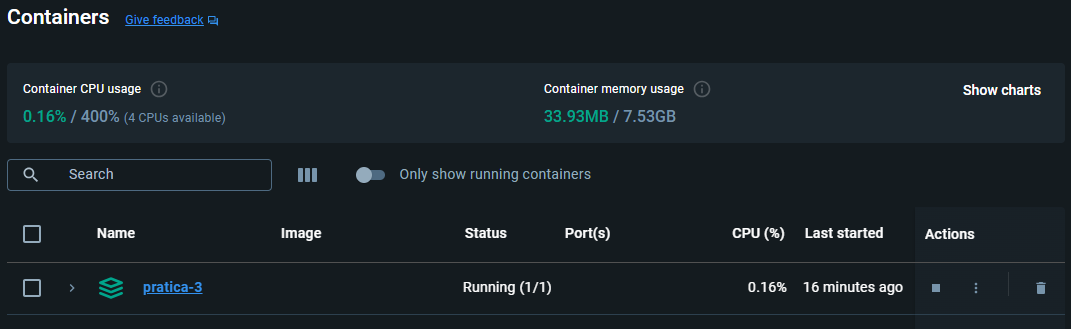 Containers Give feedback
Container CPU usage
0.16% / 400% (4 CPUs available)
Container memory usage
33.93MB / 7.53GB
Show charts
Search
Only show running containers
Name Image Status Port(s) CPU (%) Last started Actions
pratica-3 Running (1/1) 0.16% 16 minutes ago